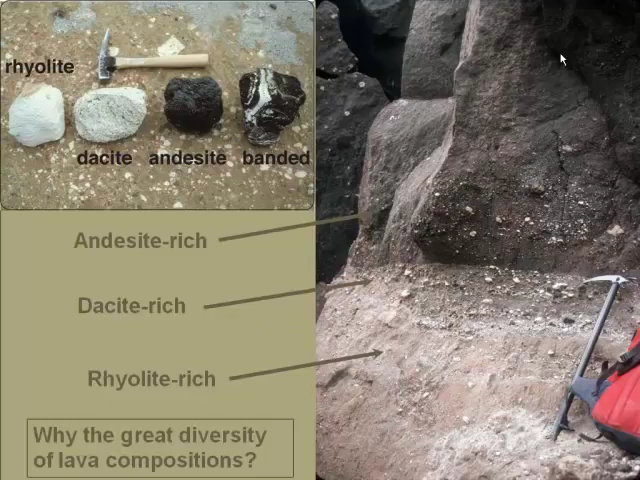 rhyolite
dacite andesite banded
Andesite-rich
Dacite-rich
Rhyolite-rich
Why the great diversity
of lava compositions?